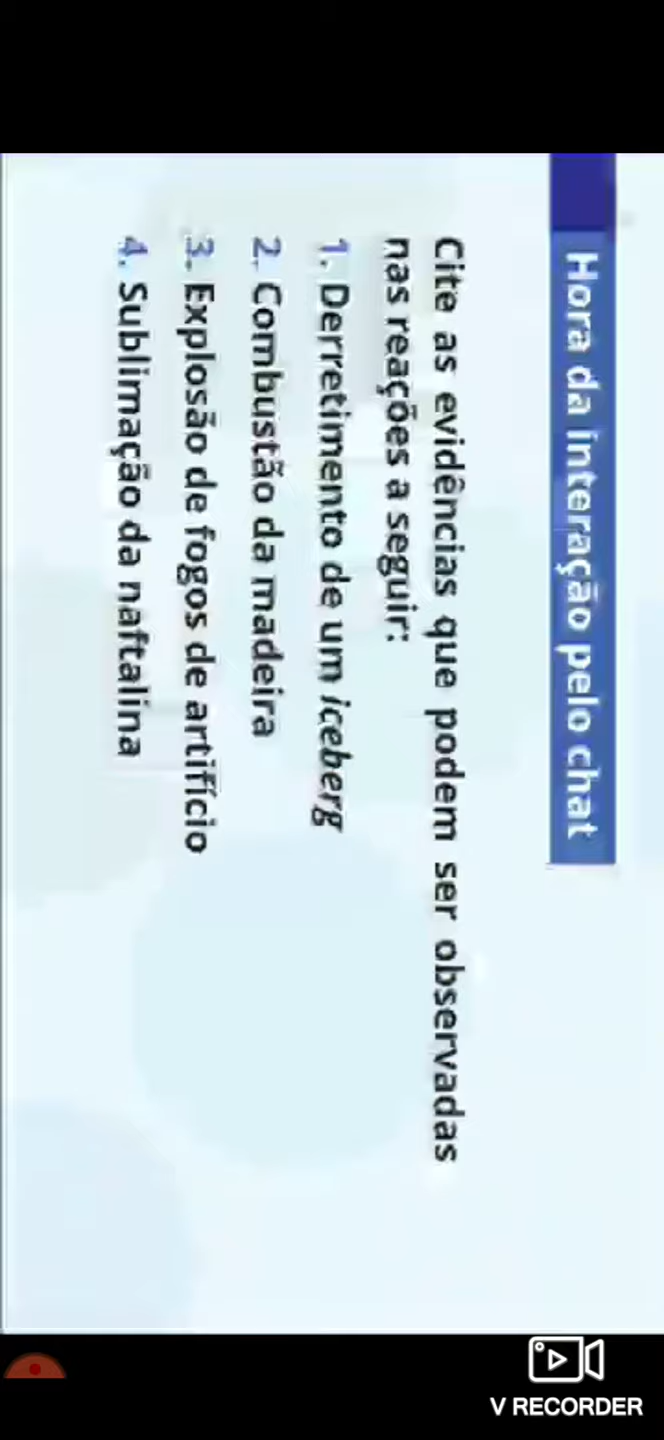 Hora da interação pelo chat
Cite as evidências que podem ser observadas
nas reações a seguir:
1. Derretimento de um iceberg
2. Combustão da madeira
3. Explosão de fogos de artifício
4. Sublimação da naftalina
V RECORDER